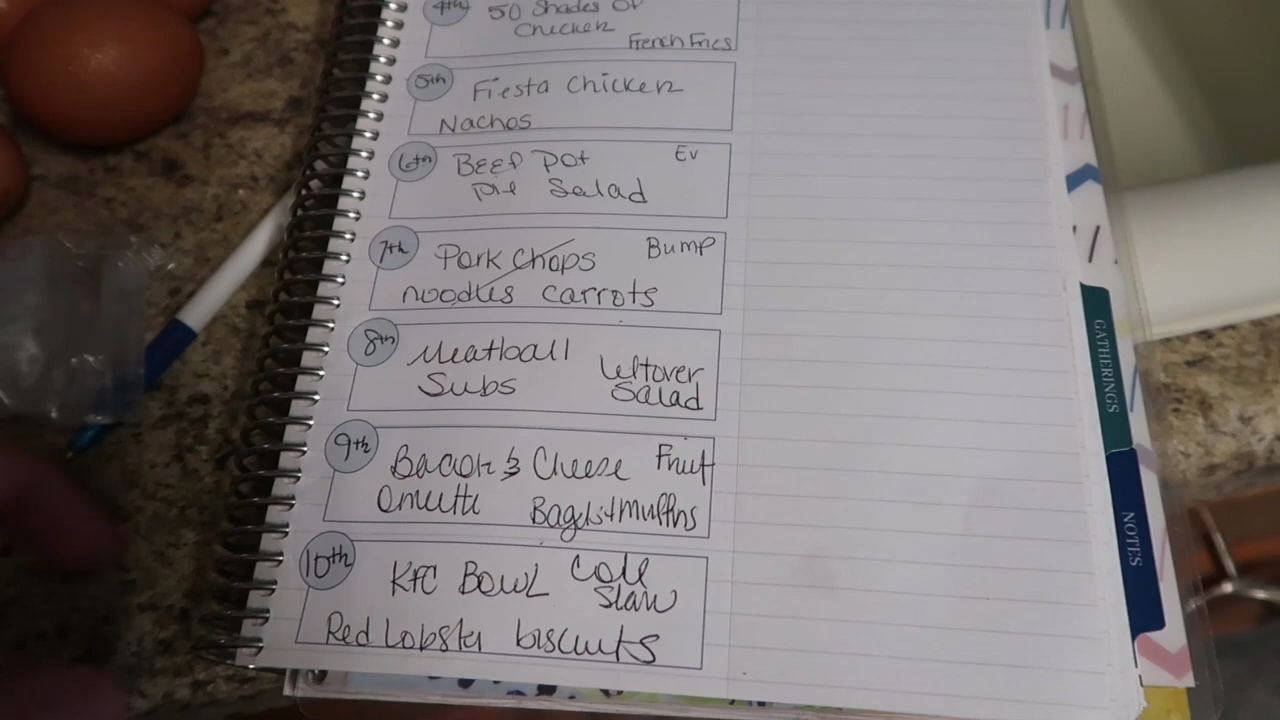 4th 50 Shades Of
Chicken
French Fries
5th Fiesta Chicken
Nachos
6th Beef Pot Ev
Pie Salad
7th Pork Chops Bump
noodles carrots
8th Meatball Leftover
Subs Salad
9th Bacon & Cheese Fruit
Omlette Bagels+muffins
10th KFC Bowl Cole
Slaw
Red Lobster biscuits
GATHERINGS
NOTES